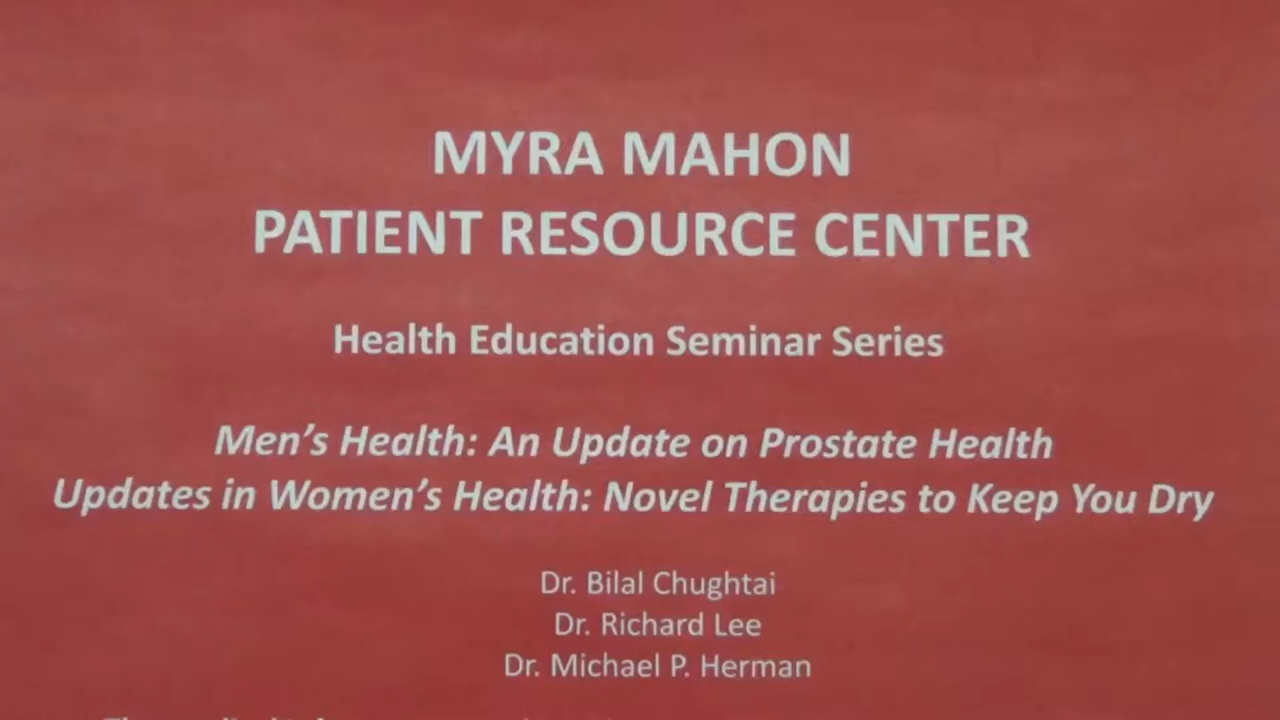 MYRA MAHON
PATIENT RESOURCE CENTER
Health Education Seminar Series
Men's Health: An Update on Prostate Health
Updates in Women's Health: Novel Therapies to Keep You Dry
Dr. Bilal Chughtai
Dr. Richard Lee
Dr. Michael P. Herman